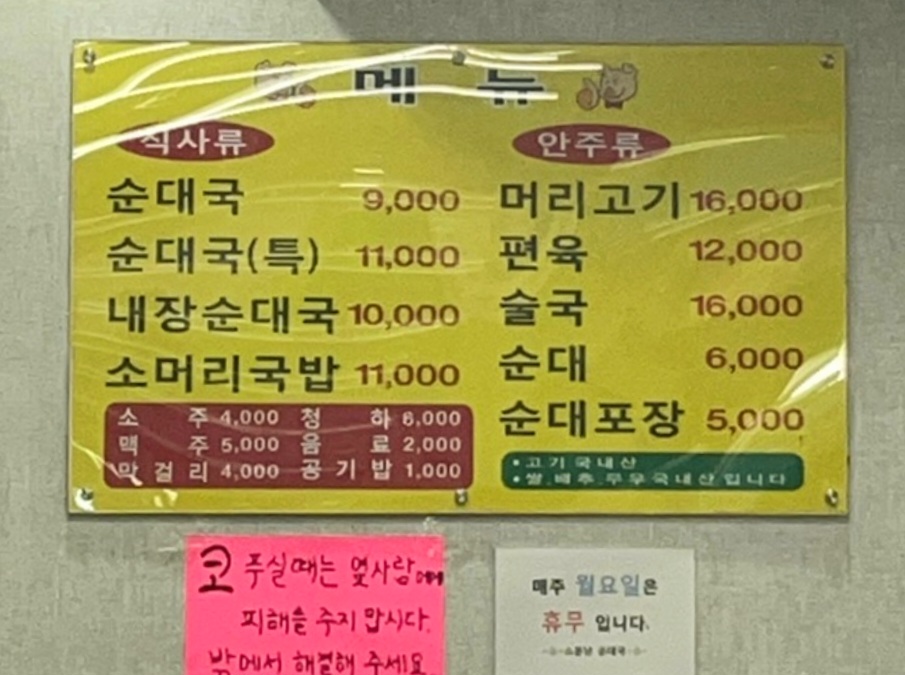 메뉴
식사류
순대국 9,000
순대국(특) 11,000
내장순대국 10,000
소머리국밥 11,000
소주 4,000 청하 6,000
맥주 5,000 음료 2,000
막걸리 4,000 공기밥 1,000
안주류
머리고기 16,000
편육 12,000
술국 16,000
순대 6,000
순대포장 5,000
• 고기 국내산
• 쌀,배추,무우국내산입니다
코 푸실때는 옆사람에게
피해을 주지 맙시다.
밖에서 해결해 주세요
매주 월요일은
휴무 입니다.
순대국